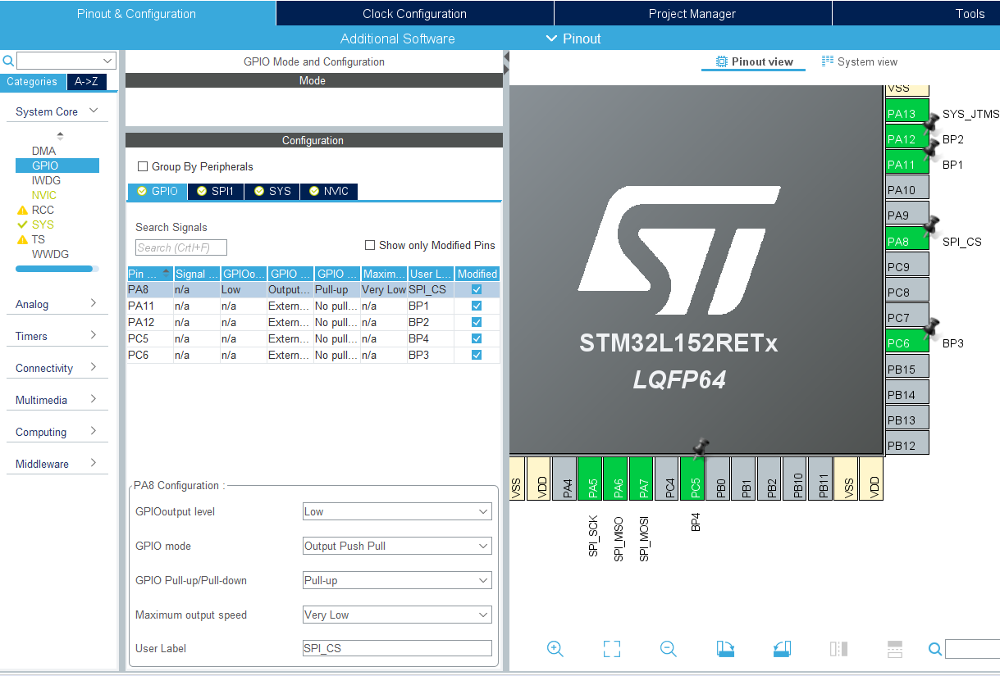 Pinout & Configuration
Clock Configuration
Project Manager
Tools
Additional Software
Pinout
Categories
A->Z
System Core
DMA
GPIO
IWDG
NVIC
RCC
SYS
TS
WWDG
Analog
Timers
Connectivity
Multimedia
Computing
Middleware
GPIO Mode and Configuration
Mode
Configuration
Group By Peripherals
GPIO SPI1 SYS NVIC
Search Signals
Search (CrtI+F)
Show only Modified Pins
Pin ... Signal ... GPIOo... GPIO ... GPIO ... Maxim... User L... Modified
PA8 n/a Low Output... Pull-up Very Low SPI_CS
PA11 n/a n/a Extern... No pull... n/a BP1
PA12 n/a n/a Extern... No pull... n/a BP2
PC5 n/a n/a Extern... No pull... n/a BP4
PC6 n/a n/a Extern... No pull... n/a BP3
PA8 Configuration :
GPIOoutput level Low
GPIO mode Output Push Pull
GPIO Pull-up/Pull-down Pull-up
Maximum output speed Very Low
User Label SPI_CS
Pinout view
System view
VSS
PA13 SYS_JTMS
PA12 BP2
PA11 BP1
PA10
PA9
PA8 SPI_CS
PC9
PC8
PC7
PC6 BP3
PB15
PB14
PB13
PB12
ST
STM32L152RETx
LQFP64
VSS VDD PA4 PA5 PA6 PA7 PC4 PC5 PB0 PB1 PB2 PB10 PB11 VSS VDD
SPI_SCK SPI_MISO SPI_MOSI BP4